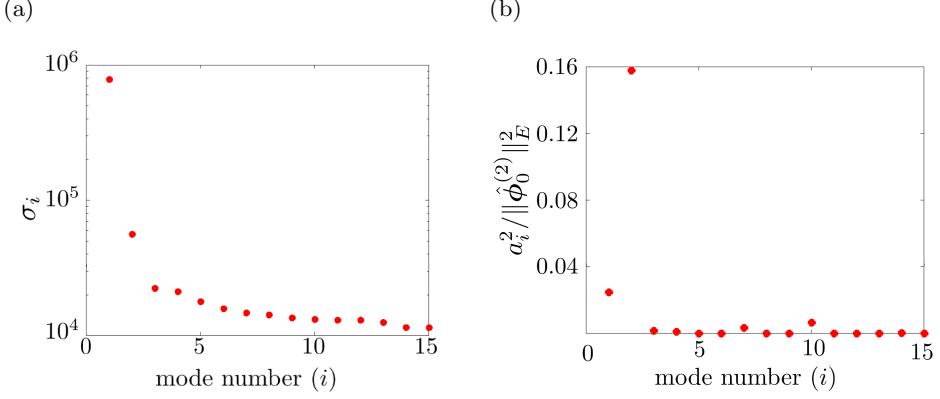 (a)
10^6
10^5
10^4
σ_i
0
5
10
15
mode number (i)
(b)
0.16
0.12
0.08
0.04
a_i^2/||\hat{ϕ}_0^{(2)}||_E^2
0
5
10
15
mode number (i)